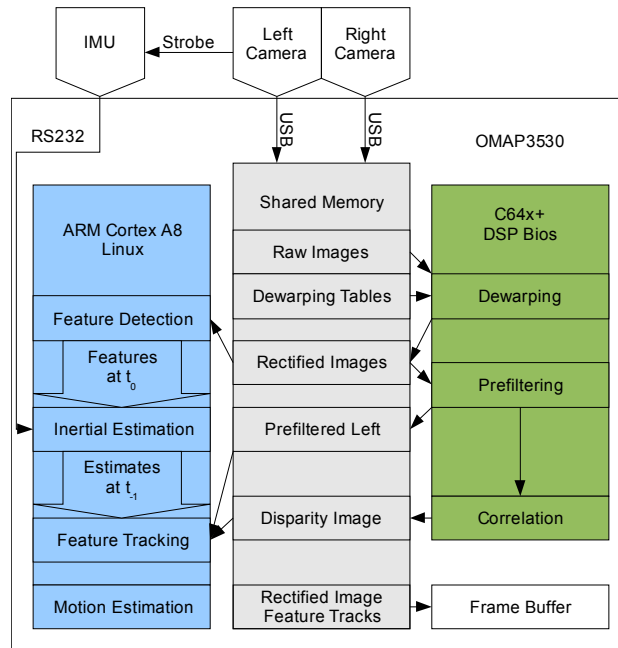 IMU
Strobe
Left
Camera
Right
Camera
RS232
USB
USB
OMAP3530
ARM Cortex A8
Linux
Shared Memory
C64x+
DSP Bios
Raw Images
Dewarping Tables
Dewarping
Feature Detection
Rectified Images
Features
at t0
Prefiltering
Inertial Estimation
Prefiltered Left
Estimates
at t-1
Feature Tracking
Disparity Image
Correlation
Motion Estimation
Rectified Image
Feature Tracks
Frame Buffer